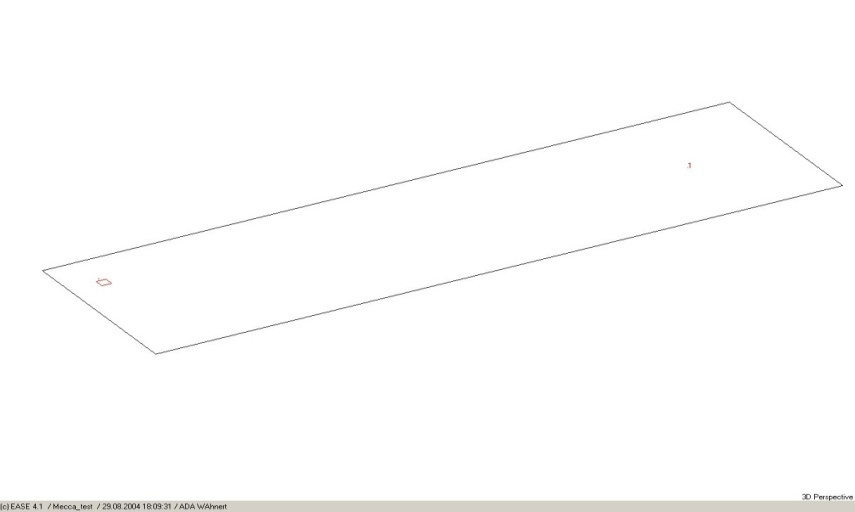 1
3D Perspective
(c) EASE 4.1 / Mecca_test / 29.08.2004 18:09:31 / ADA WAhnert